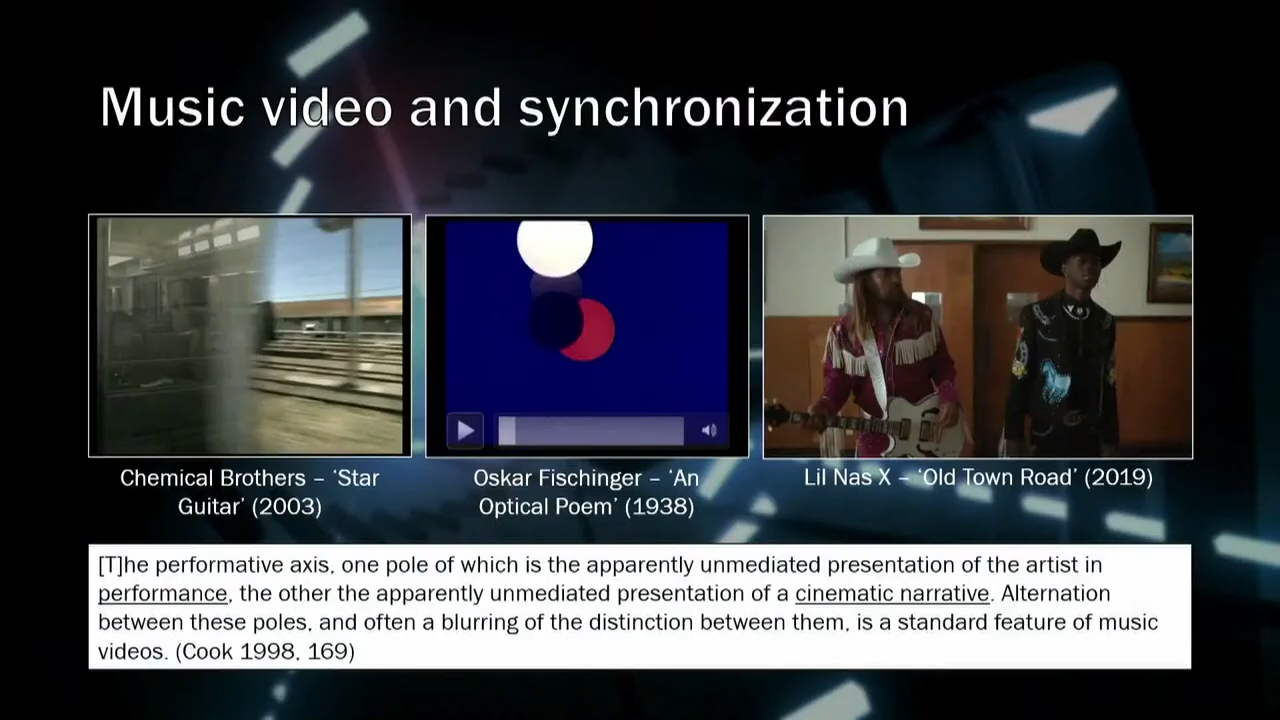 Music video and synchronization
Chemical Brothers – ‘Star
Guitar’ (2003)
Oskar Fischinger – ‘An
Optical Poem’ (1938)
Lil Nas X – ‘Old Town Road’ (2019)
[T]he performative axis, one pole of which is the apparently unmediated presentation of the artist in
performance, the other the apparently unmediated presentation of a cinematic narrative. Alternation
between these poles, and often a blurring of the distinction between them, is a standard feature of music
videos. (Cook 1998, 169)